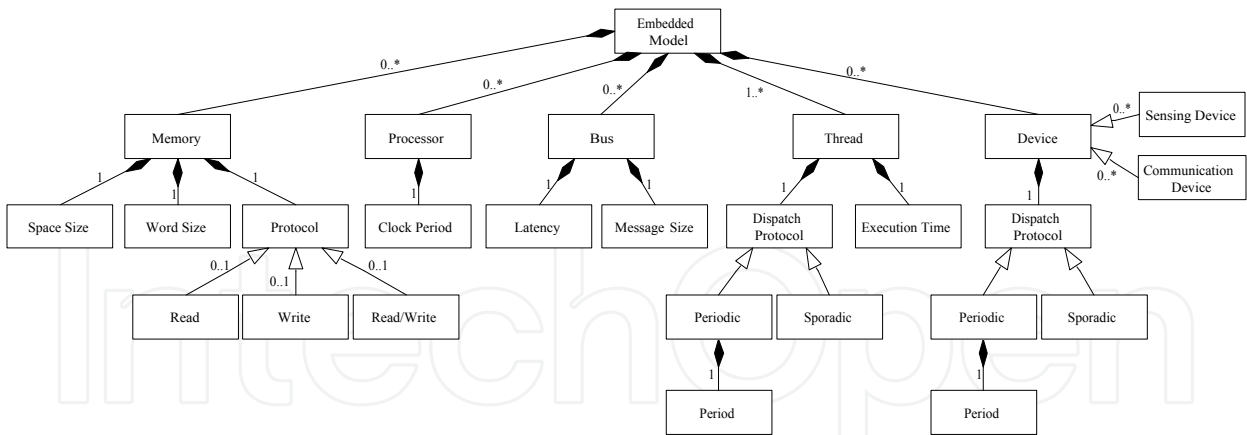 Embedded
Model
0..*
0..*
0..*
1..*
0..*
Memory
Processor
Bus
Thread
Device
0..*
Sensing Device
0..*
Communication
Device
1
1
1
1
1
1
1
1
1
Space Size
Word Size
Protocol
Clock Period
Latency
Message Size
Dispatch
Protocol
Execution Time
Dispatch
Protocol
0..1
0..1
0..1
Read
Write
Read/Write
Periodic
Sporadic
Periodic
Sporadic
1
1
Period
Period
IntechOpen